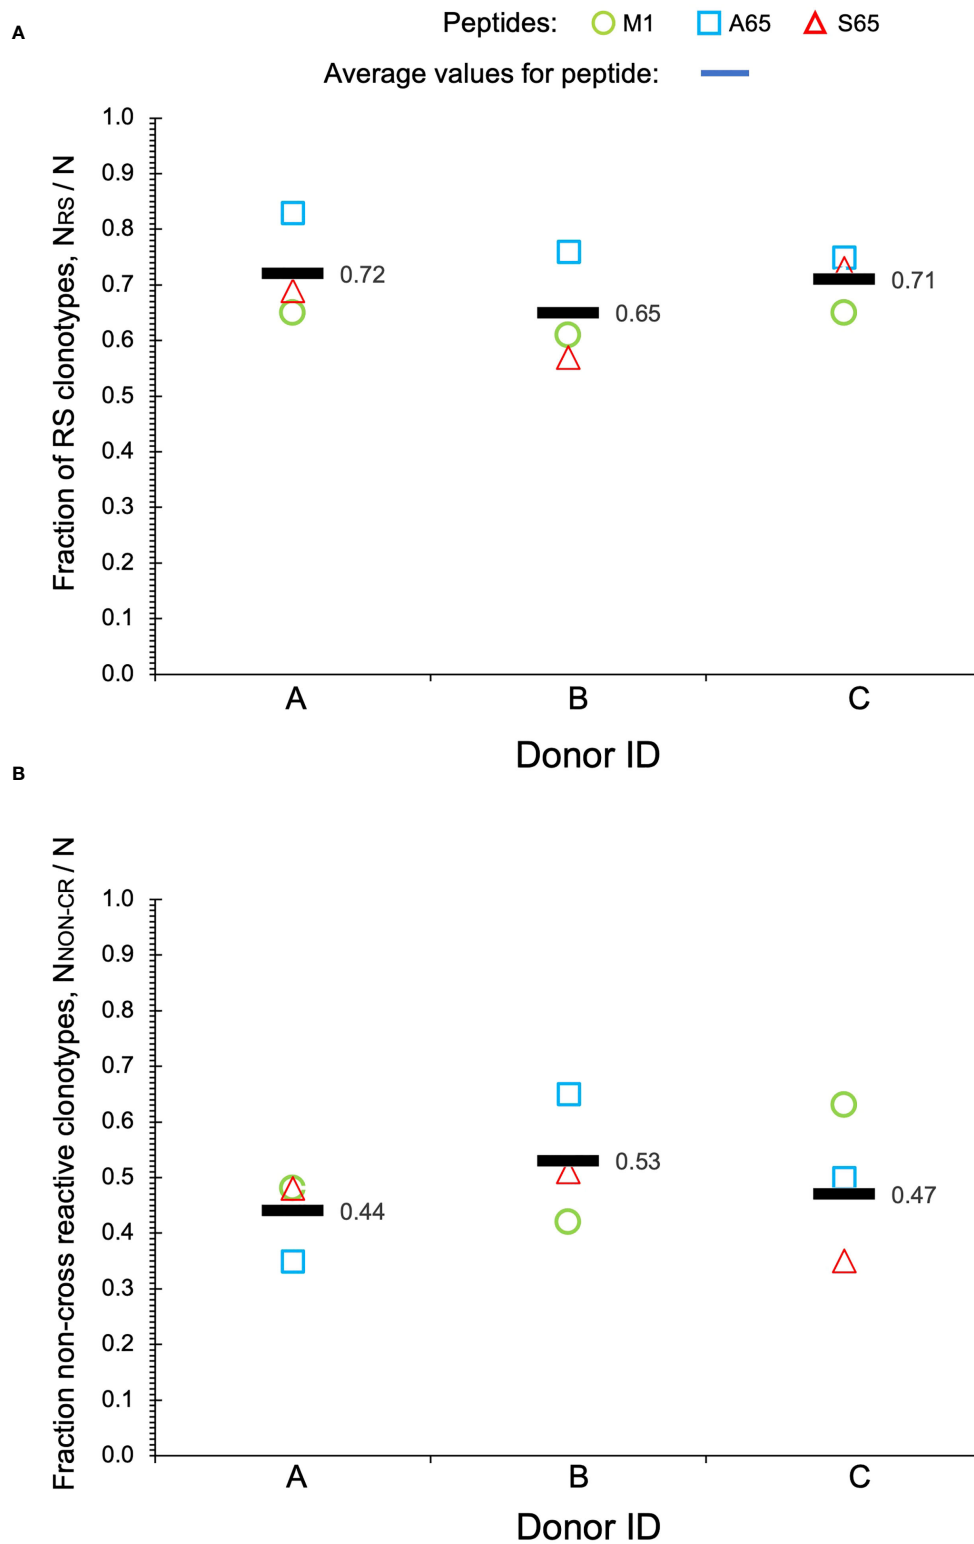 A
Peptides: M1 A65 S65
Average values for peptide:
Fraction of RS clonotypes, NRS / N
1.0
0.9
0.8
0.7
0.6
0.5
0.4
0.3
0.2
0.1
0.0
0.72
0.65
0.71
A B C
Donor ID
B
Fraction non-cross reactive clonotypes, NNON-CR / N
1.0
0.9
0.8
0.7
0.6
0.5
0.4
0.3
0.2
0.1
0.0
0.44
0.53
0.47
A B C
Donor ID